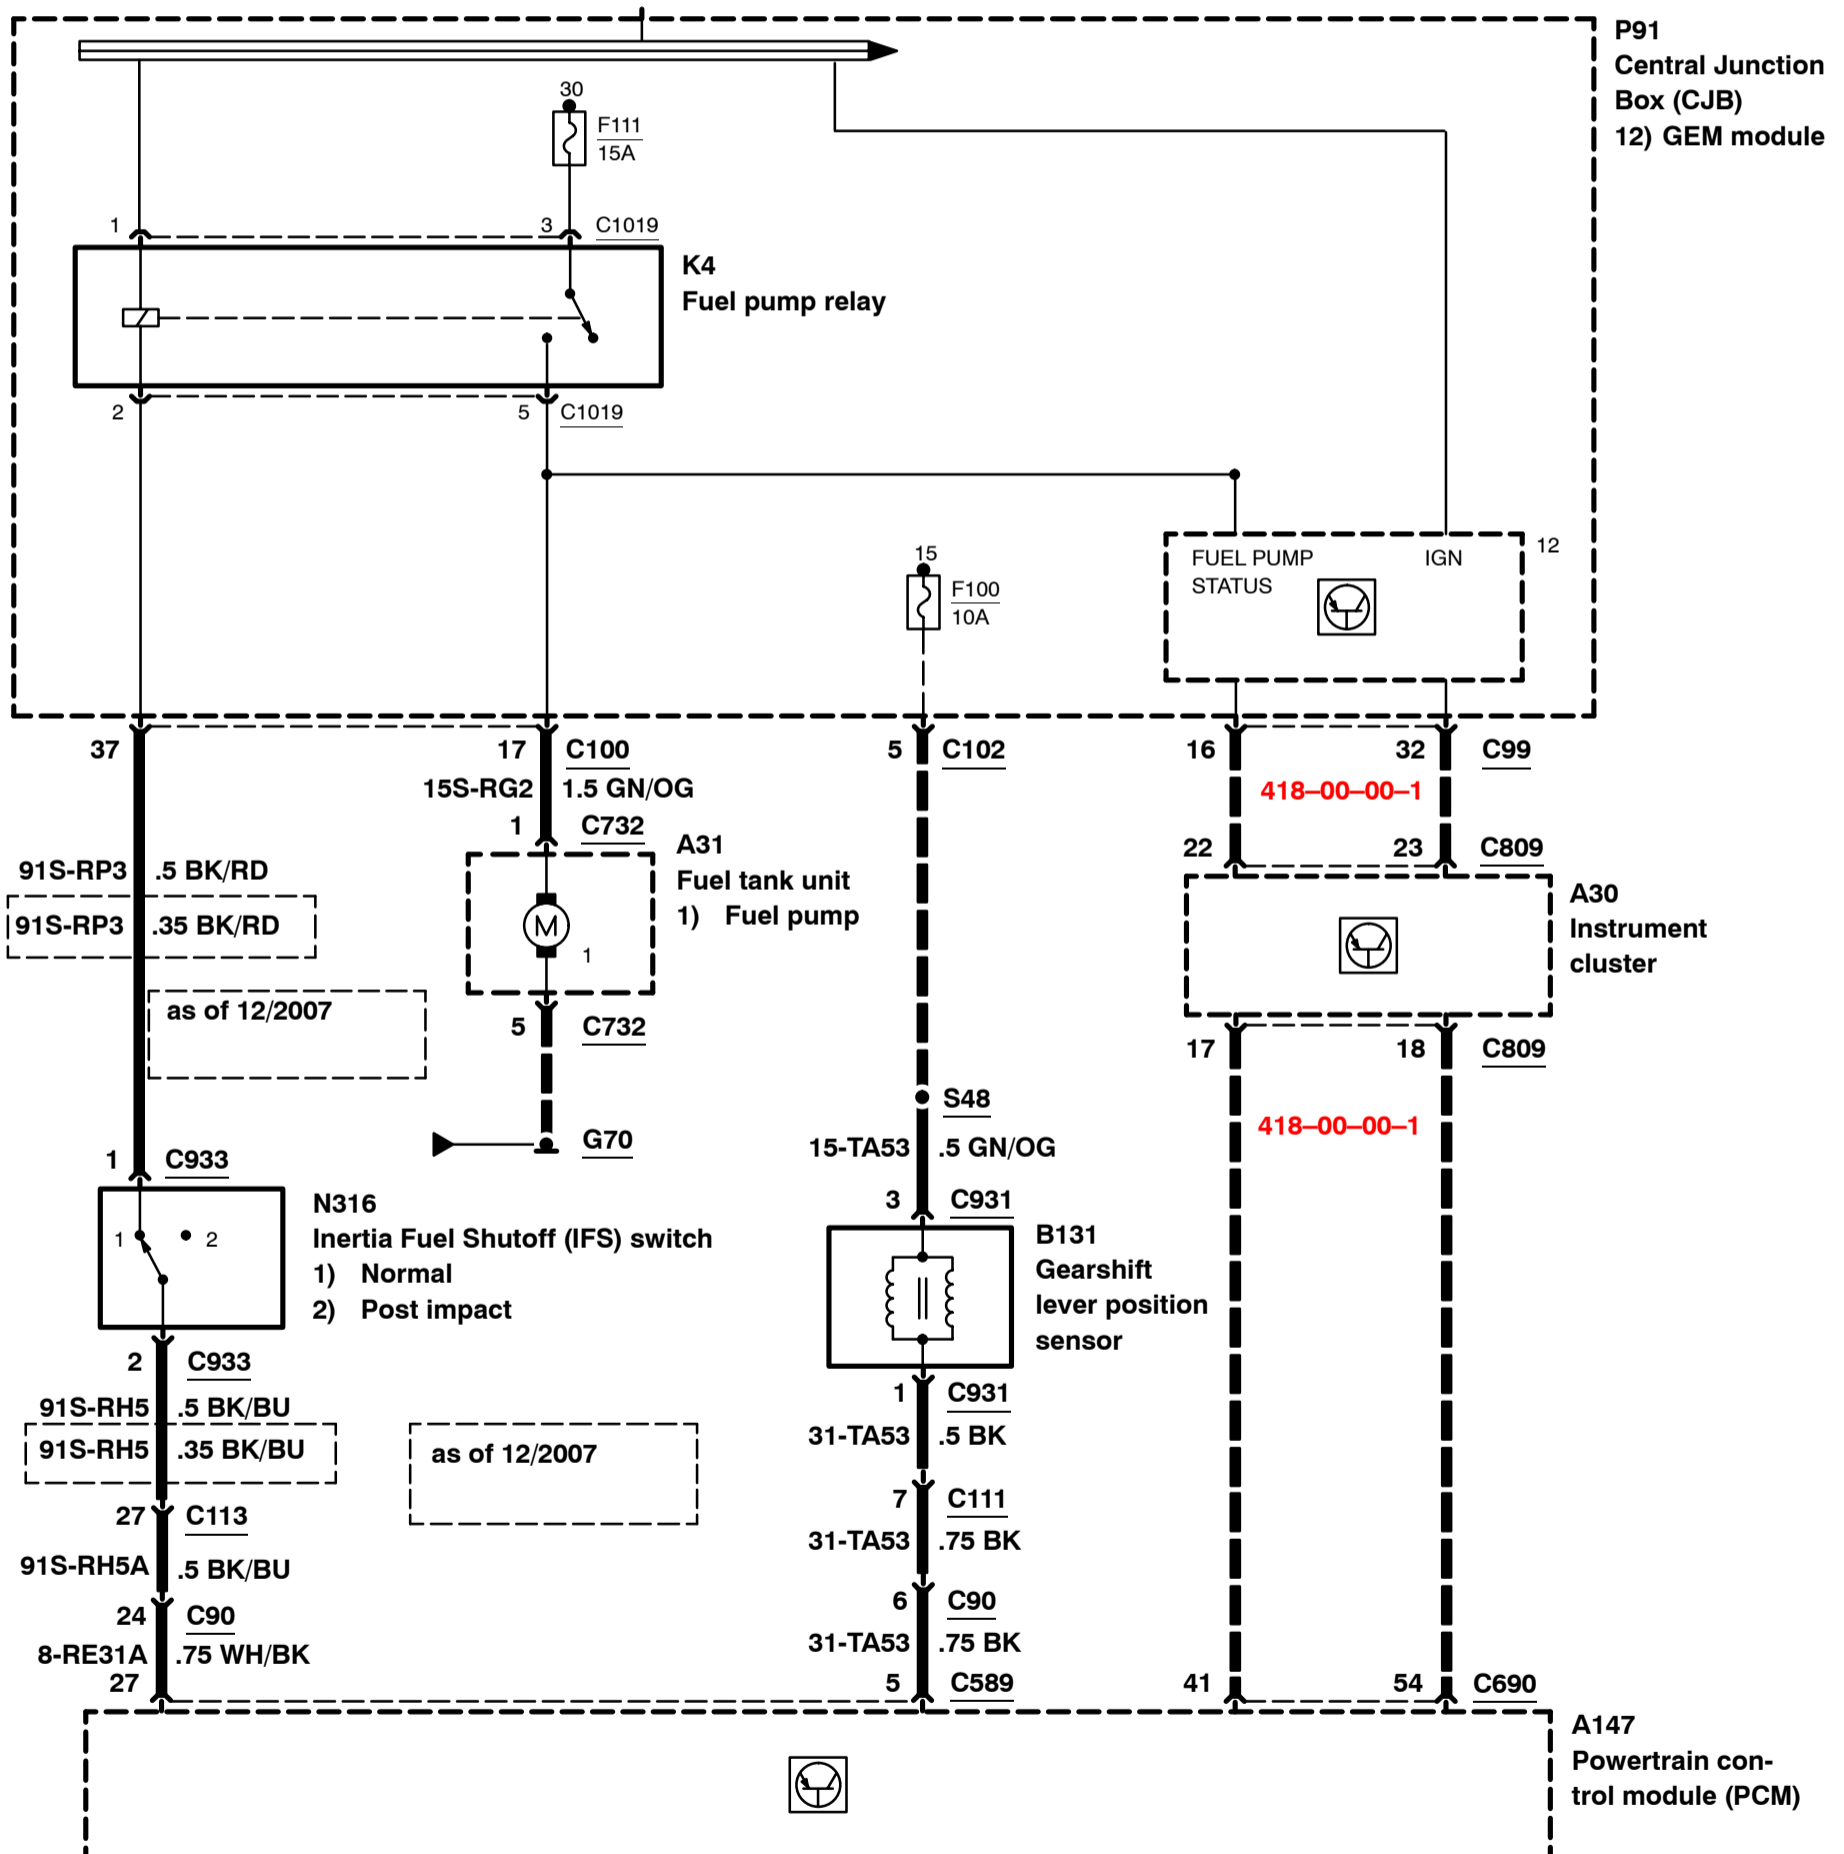 P91
Central Junction
Box (CJB)
12) GEM module
30
F111
15A
1
3
C1019
K4
Fuel pump relay
2
5
C1019
15
F100
10A
FUEL PUMP
STATUS
IGN
12
37
17
C100
5
C102
16
32
C99
15S-RG2
1.5 GN/OG
418–00–00–1
1
C732
A31
Fuel tank unit
1) Fuel pump
M
1
22
23
C809
91S-RP3
.5 BK/RD
91S-RP3
.35 BK/RD
A30
Instrument
cluster
as of 12/2007
5
C732
17
18
C809
G70
S48
418–00–00–1
15-TA53
.5 GN/OG
1
C933
3
C931
N316
Inertia Fuel Shutoff (IFS) switch
1) Normal
2) Post impact
1
2
B131
Gearshift
lever position
sensor
2
C933
1
C931
91S-RH5
.5 BK/BU
91S-RH5
.35 BK/BU
as of 12/2007
31-TA53
.5 BK
27
C113
7
C111
91S-RH5A
.5 BK/BU
31-TA53
.75 BK
24
C90
6
C90
8-RE31A
.75 WH/BK
31-TA53
.75 BK
27
5
C589
41
54
C690
A147
Powertrain con-
trol module (PCM)